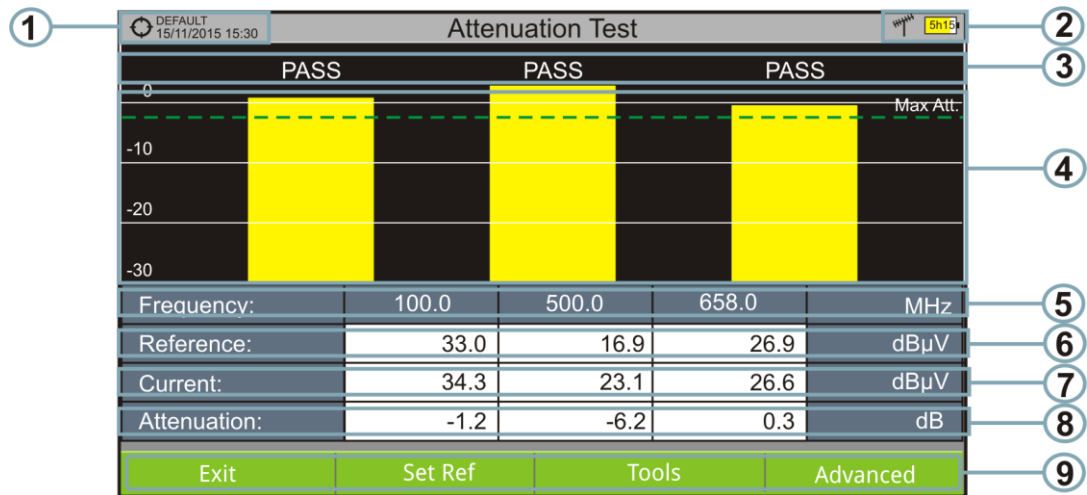 1
DEFAULT
15/11/2015 15:30
Attenuation Test
5h15
2
PASS PASS PASS
3
0
Max Att.
-10
4
-20
-30
Frequency: 100.0 500.0 658.0 MHz
5
Reference: 33.0 16.9 26.9 dBµV
6
Current: 34.3 23.1 26.6 dBµV
7
Attenuation: -1.2 -6.2 0.3 dB
8
Exit Set Ref Tools Advanced
9